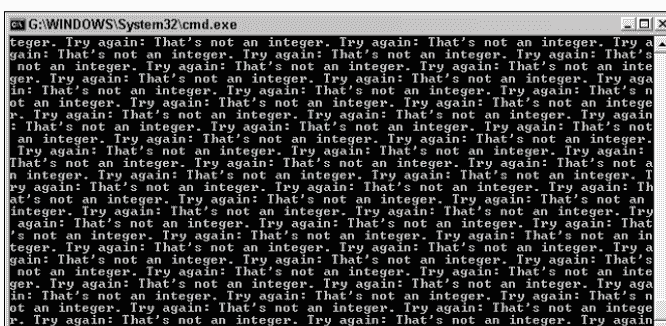 G:\WINDOWS\System32\cmd.exe
teger. Try again: That's not an integer. Try again: That's not an integer. Try a
gain: That's not an integer. Try again: That's not an integer. Try again: That's
not an integer. Try again: That's not an integer. Try again: That's not an inte
ger. Try again: That's not an integer. Try again: That's not an integer. Try aga
in: That's not an integer. Try again: That's not an integer. Try again: That's n
ot an integer. Try again: That's not an integer. Try again: That's not an intege
r. Try again: That's not an integer. Try again: That's not an integer. Try again
: That's not an integer. Try again: That's not an integer. Try again: That's not
an integer. Try again: That's not an integer. Try again: That's not an integer.
Try again: That's not an integer. Try again: That's not an integer. Try again:
That's not an integer. Try again: That's not an integer. Try again: That's not a
n integer. Try again: That's not an integer. Try again: That's not an integer. T
ry again: That's not an integer. Try again: That's not an integer. Try again: Th
at's not an integer. Try again: That's not an integer. Try again: That's not an
integer. Try again: That's not an integer. Try again: That's not an integer. Try
again: That's not an integer. Try again: That's not an integer. Try again: That
's not an integer. Try again: That's not an integer. Try again: That's not an in
teger. Try again: That's not an integer. Try again: That's not an integer. Try a
gain: That's not an integer. Try again: That's not an integer. Try again: That's
not an integer. Try again: That's not an integer. Try again: That's not an inte
ger. Try again: That's not an integer. Try again: That's not an integer. Try aga
in: That's not an integer. Try again: That's not an integer. Try again: That's n
ot an integer. Try again: That's not an integer. Try again: That's not an intege
r. Try again: That's not an integer. Try again: That's not an integer. Try again